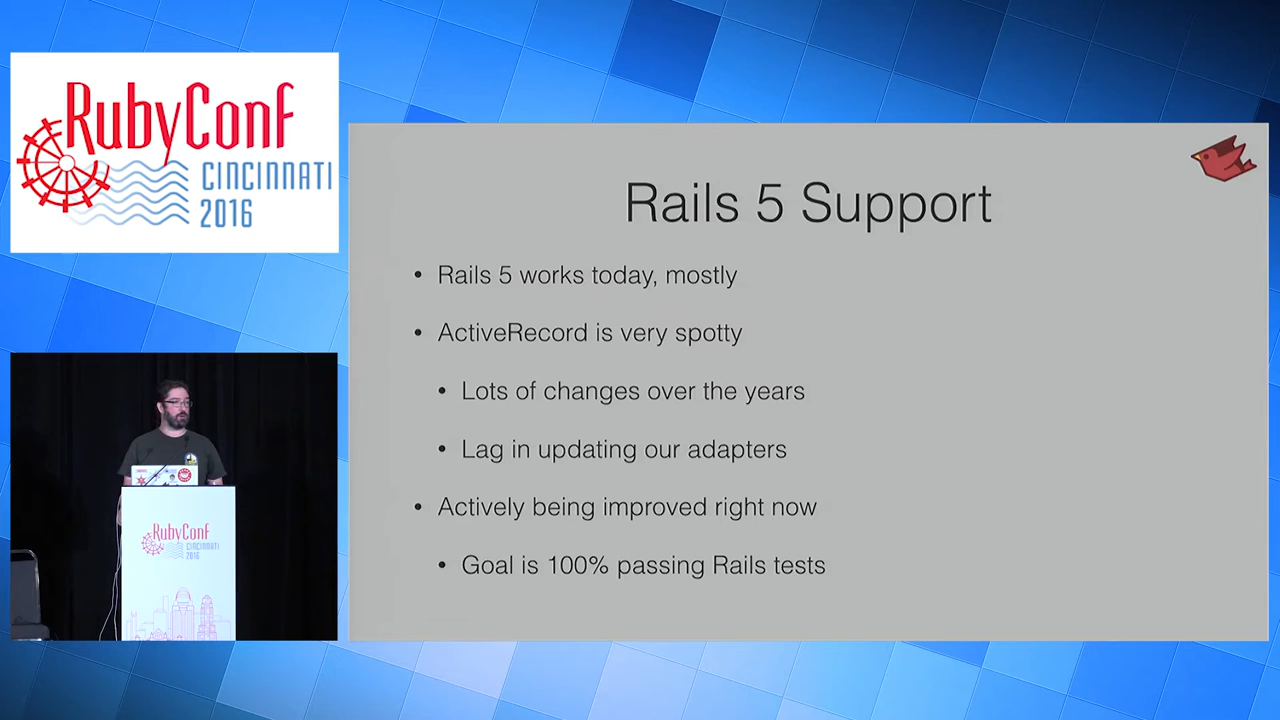 RubyConf
CINCINNATI
2016
Rails 5 Support
• Rails 5 works today, mostly
• ActiveRecord is very spotty
• Lots of changes over the years
• Lag in updating our adapters
• Actively being improved right now
• Goal is 100% passing Rails tests
RubyConf
CINCINNATI
2016